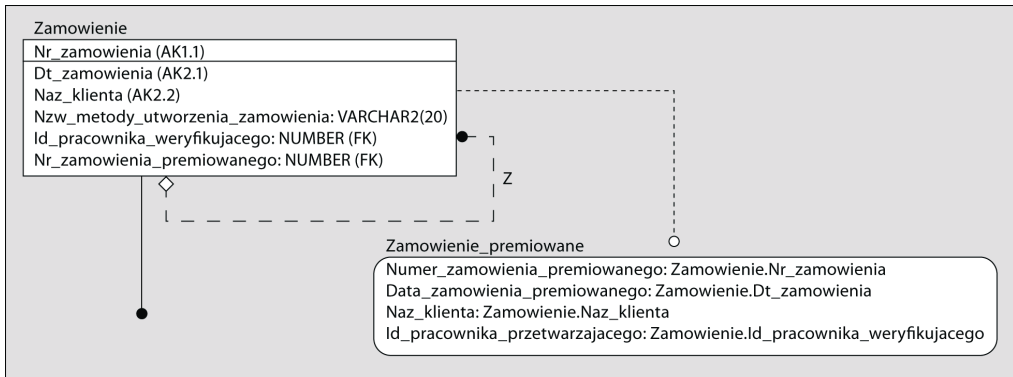 Zamowienie
Nr_zamowienia (AK1.1)
Dt_zamowienia (AK2.1)
Naz_klienta (AK2.2)
Nzw_metody_utworzenia_zamowienia: VARCHAR2(20)
Id_pracownika_weryfikujacego: NUMBER (FK)
Nr_zamowienia_premiowanego: NUMBER (FK)
Z
Zamowienie_premiowane
Numer_zamowienia_premiowanego: Zamowienie.Nr_zamowienia
Data_zamowienia_premiowanego: Zamowienie.Dt_zamowienia
Naz_klienta: Zamowienie.Naz_klienta
Id_pracownika_przetwarzajacego: Zamowienie.Id_pracownika_weryfikujacego